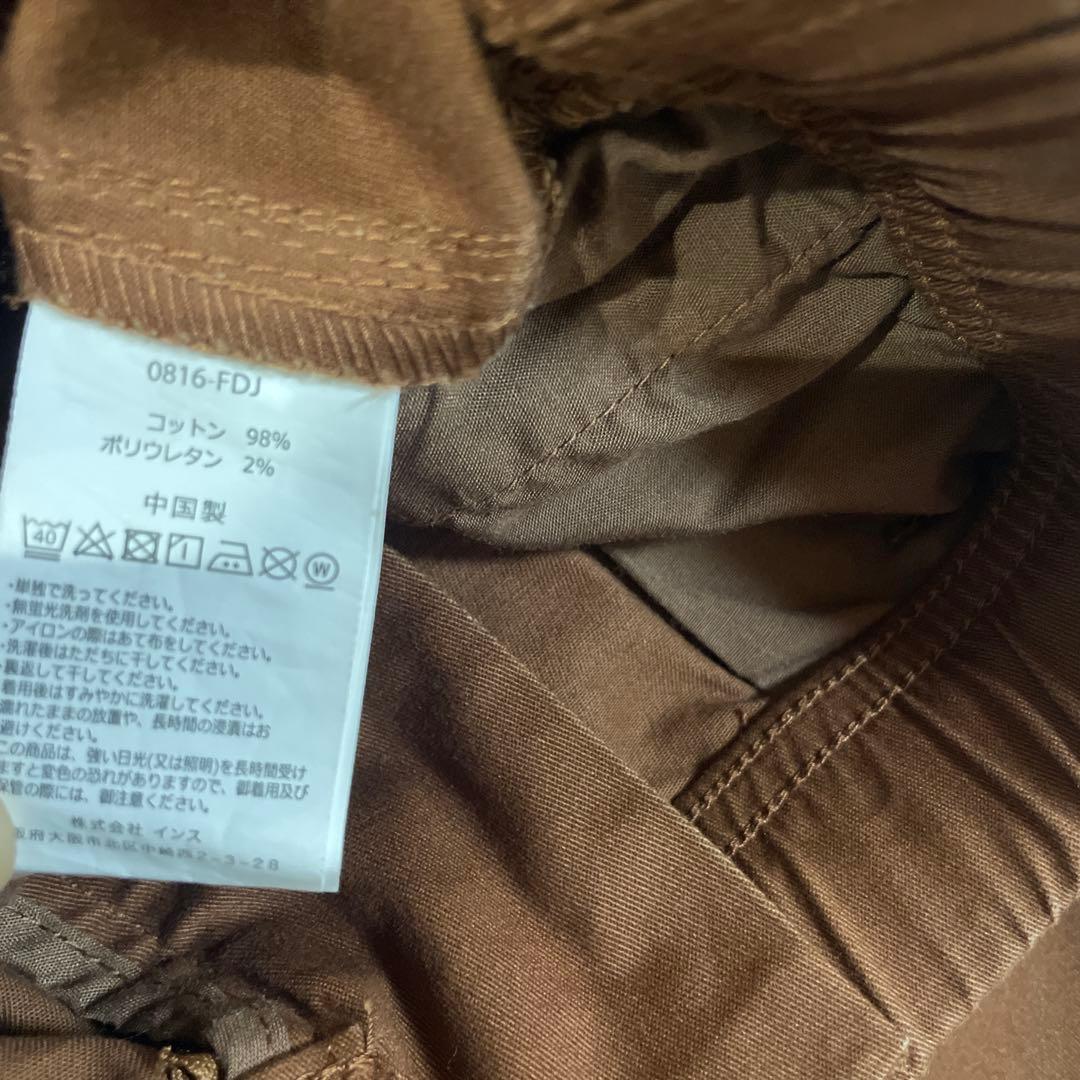 0816-FDJ
コットン 98%
ポリウレタン 2%
中国製
40 W
・単独で洗ってください。
・無蛍光洗剤を使用してください。
・アイロンの際はあて布をしてください。
・洗濯後はただちに干してください。
裏返して干してください。
着用後はすみやかに洗濯してください。
濡れたままの放置や、長時間の浸漬はお
避けください。
この商品は、強い日光(又は照明)を長時間受け
ますと変色の恐れがありますので、御着用及び
保管の際には、御注意ください。
株式会社 インス
阪府大阪市北区中崎西2-3-28